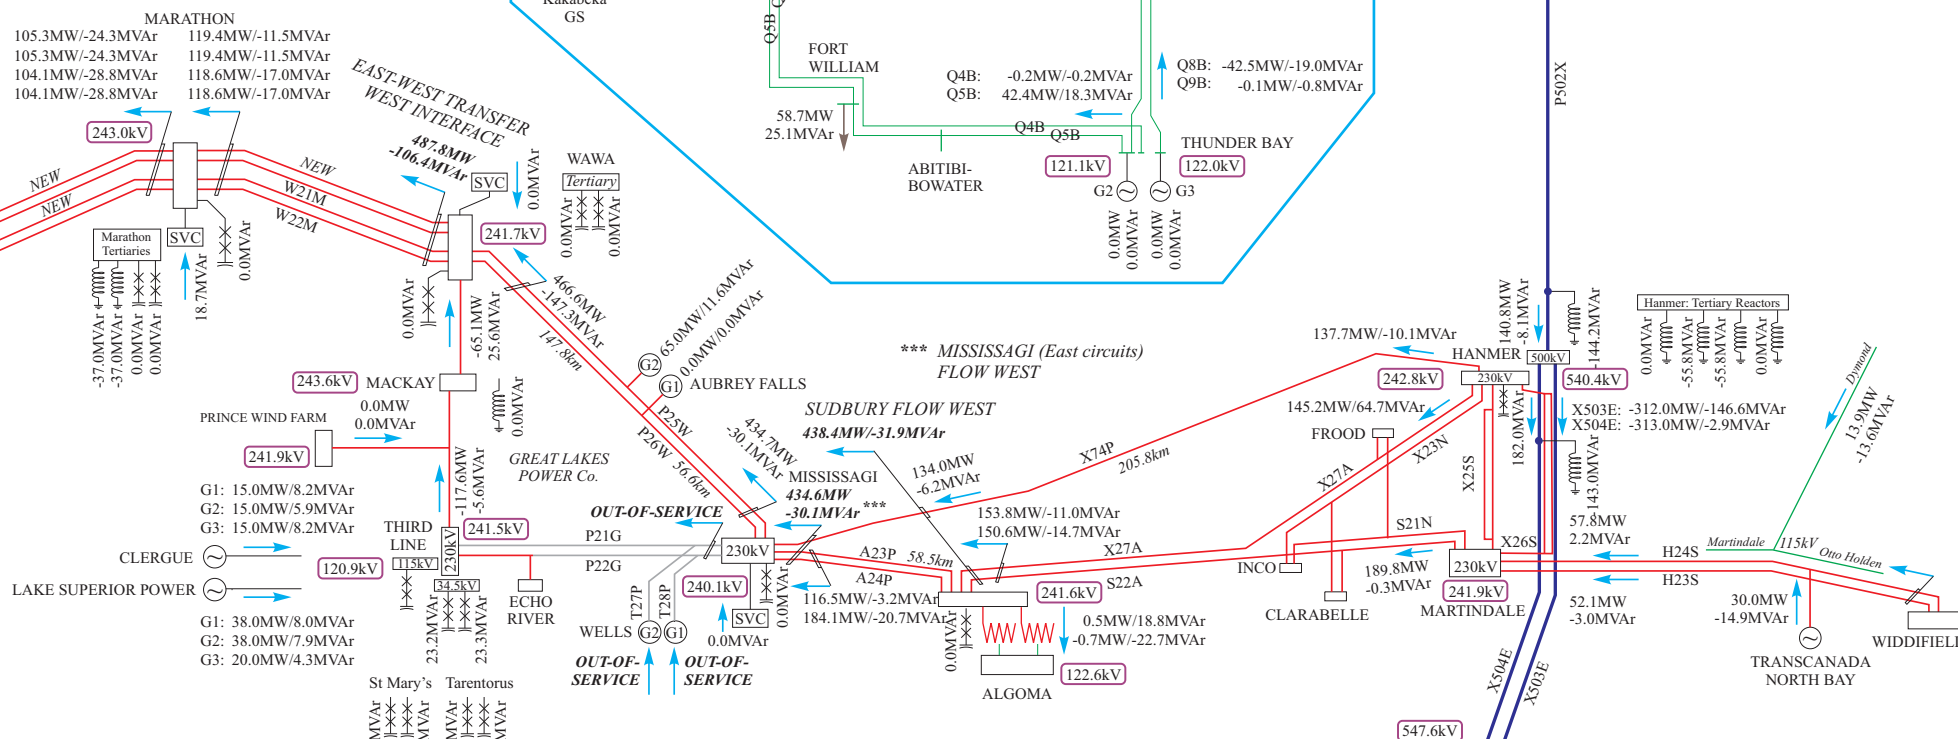 Kakabeka
GS
MARATHON
105.3MW/-24.3MVAr
105.3MW/-24.3MVAr
104.1MW/-28.8MVAr
104.1MW/-28.8MVAr
119.4MW/-11.5MVAr
119.4MW/-11.5MVAr
118.6MW/-17.0MVAr
118.6MW/-17.0MVAr
243.0kV
EAST-WEST TRANSFER
WEST INTERFACE
487.8MW
-106.4MVAr
NEW
NEW
NEW
W21M
W22M
Marathon
Tertiaries
SVC
18.7MVAr
0.0MVAr
-37.0MVAr
-37.0MVAr
0.0MVAr
0.0MVAr
SVC
0.0MVAr
WAWA
Tertiary
0.0MVAr
0.0MVAr
241.7kV
0.0MVAr
-65.1MW
25.6MVAr
466.6MW
-147.3MVAr
147.8km
G2
65.0MW/11.6MVAr
G1
0.0MW/0.0MVAr
AUBREY FALLS
243.6kV
MACKAY
0.0MVAr
PRINCE WIND FARM
0.0MW
0.0MVAr
241.9kV
-117.6MW
-5.6MVAr
GREAT LAKES
POWER Co.
P25W
P26W
56.6km
434.7MW
-30.1MVAr
G1: 15.0MW/8.2MVAr
G2: 15.0MW/5.9MVAr
G3: 15.0MW/8.2MVAr
CLERGUE
LAKE SUPERIOR POWER
G1: 38.0MW/8.0MVAr
G2: 38.0MW/7.9MVAr
G3: 20.0MW/4.3MVAr
THIRD
LINE
241.5kV
230kV
120.9kV
115kV
34.5kV
23.2MVAr
23.3MVAr
St Mary's
Tarentorus
MVAr
MVAr
MVAr
MVAr
ECHO
RIVER
OUT-OF-SERVICE
P21G
P22G
T27P
T28P
WELLS
G2
G1
OUT-OF-
SERVICE
OUT-OF-
SERVICE
MISSISSAGI
434.6MW
-30.1MVAr
***
230kV
240.1kV
SVC
0.0MVAr
0.0MVAr
116.5MW/-3.2MVAr
184.1MW/-20.7MVAr
A23P
A24P
58.5km
*** MISSISSAGI (East circuits)
FLOW WEST
SUDBURY FLOW WEST
438.4MW/-31.9MVAr
134.0MW
-6.2MVAr
153.8MW/-11.0MVAr
150.6MW/-14.7MVAr
X74P
205.8km
X27A
S22A
241.6kV
0.0MVAr
0.5MW/18.8MVAr
-0.7MW/-22.7MVAr
122.6kV
ALGOMA
Q5B
FORT
WILLIAM
58.7MW
25.1MVAr
Q4B: -0.2MW/-0.2MVAr
Q5B: 42.4MW/18.3MVAr
Q4B
Q5B
ABITIBI-
BOWATER
Q8B: -42.5MW/-19.0MVAr
Q9B: -0.1MW/-0.8MVAr
THUNDER BAY
121.1kV
122.0kV
G2
G3
0.0MW
0.0MVAr
0.0MW
0.0MVAr
P502X
140.8MW
-8.1MVAr
-144.2MVAr
Hanmer: Tertiary Reactors
0.0MVAr
-55.8MVAr
-55.8MVAr
0.0MVAr
137.7MW/-10.1MVAr
HANMER
500kV
242.8kV
230kV
540.4kV
145.2MW/64.7MVAr
182.0MVAr
X503E: -312.0MW/-146.6MVAr
X504E: -313.0MW/-2.9MVAr
143.0MVAr
FROOD
X27A
X23N
X25S
X26S
S21N
INCO
CLARABELLE
189.8MW
-0.3MVAr
230kV
241.9kV
MARTINDALE
57.8MW
2.2MVAr
52.1MW
-3.0MVAr
H24S
H23S
Martindale
115kV
Otto Holden
Dymond
13.9MW
-13.6MVAr
30.0MW
-14.9MVAr
TRANSCANADA
NORTH BAY
WIDDIFIEL
X504E
X503E
547.6kV